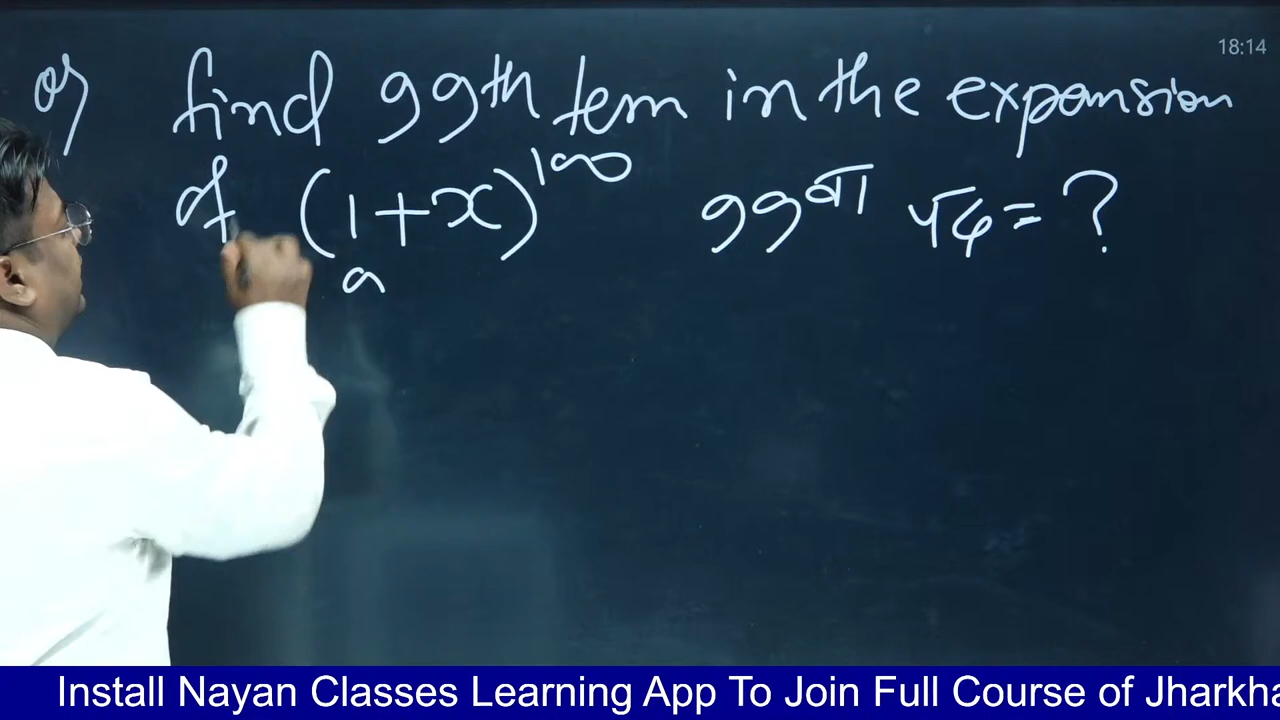 18:14
Q) find 99th term in the expansion
of (1+x)^100 99वा पद = ?
a
Install Nayan Classes Learning App To Join Full Course of Jharkha